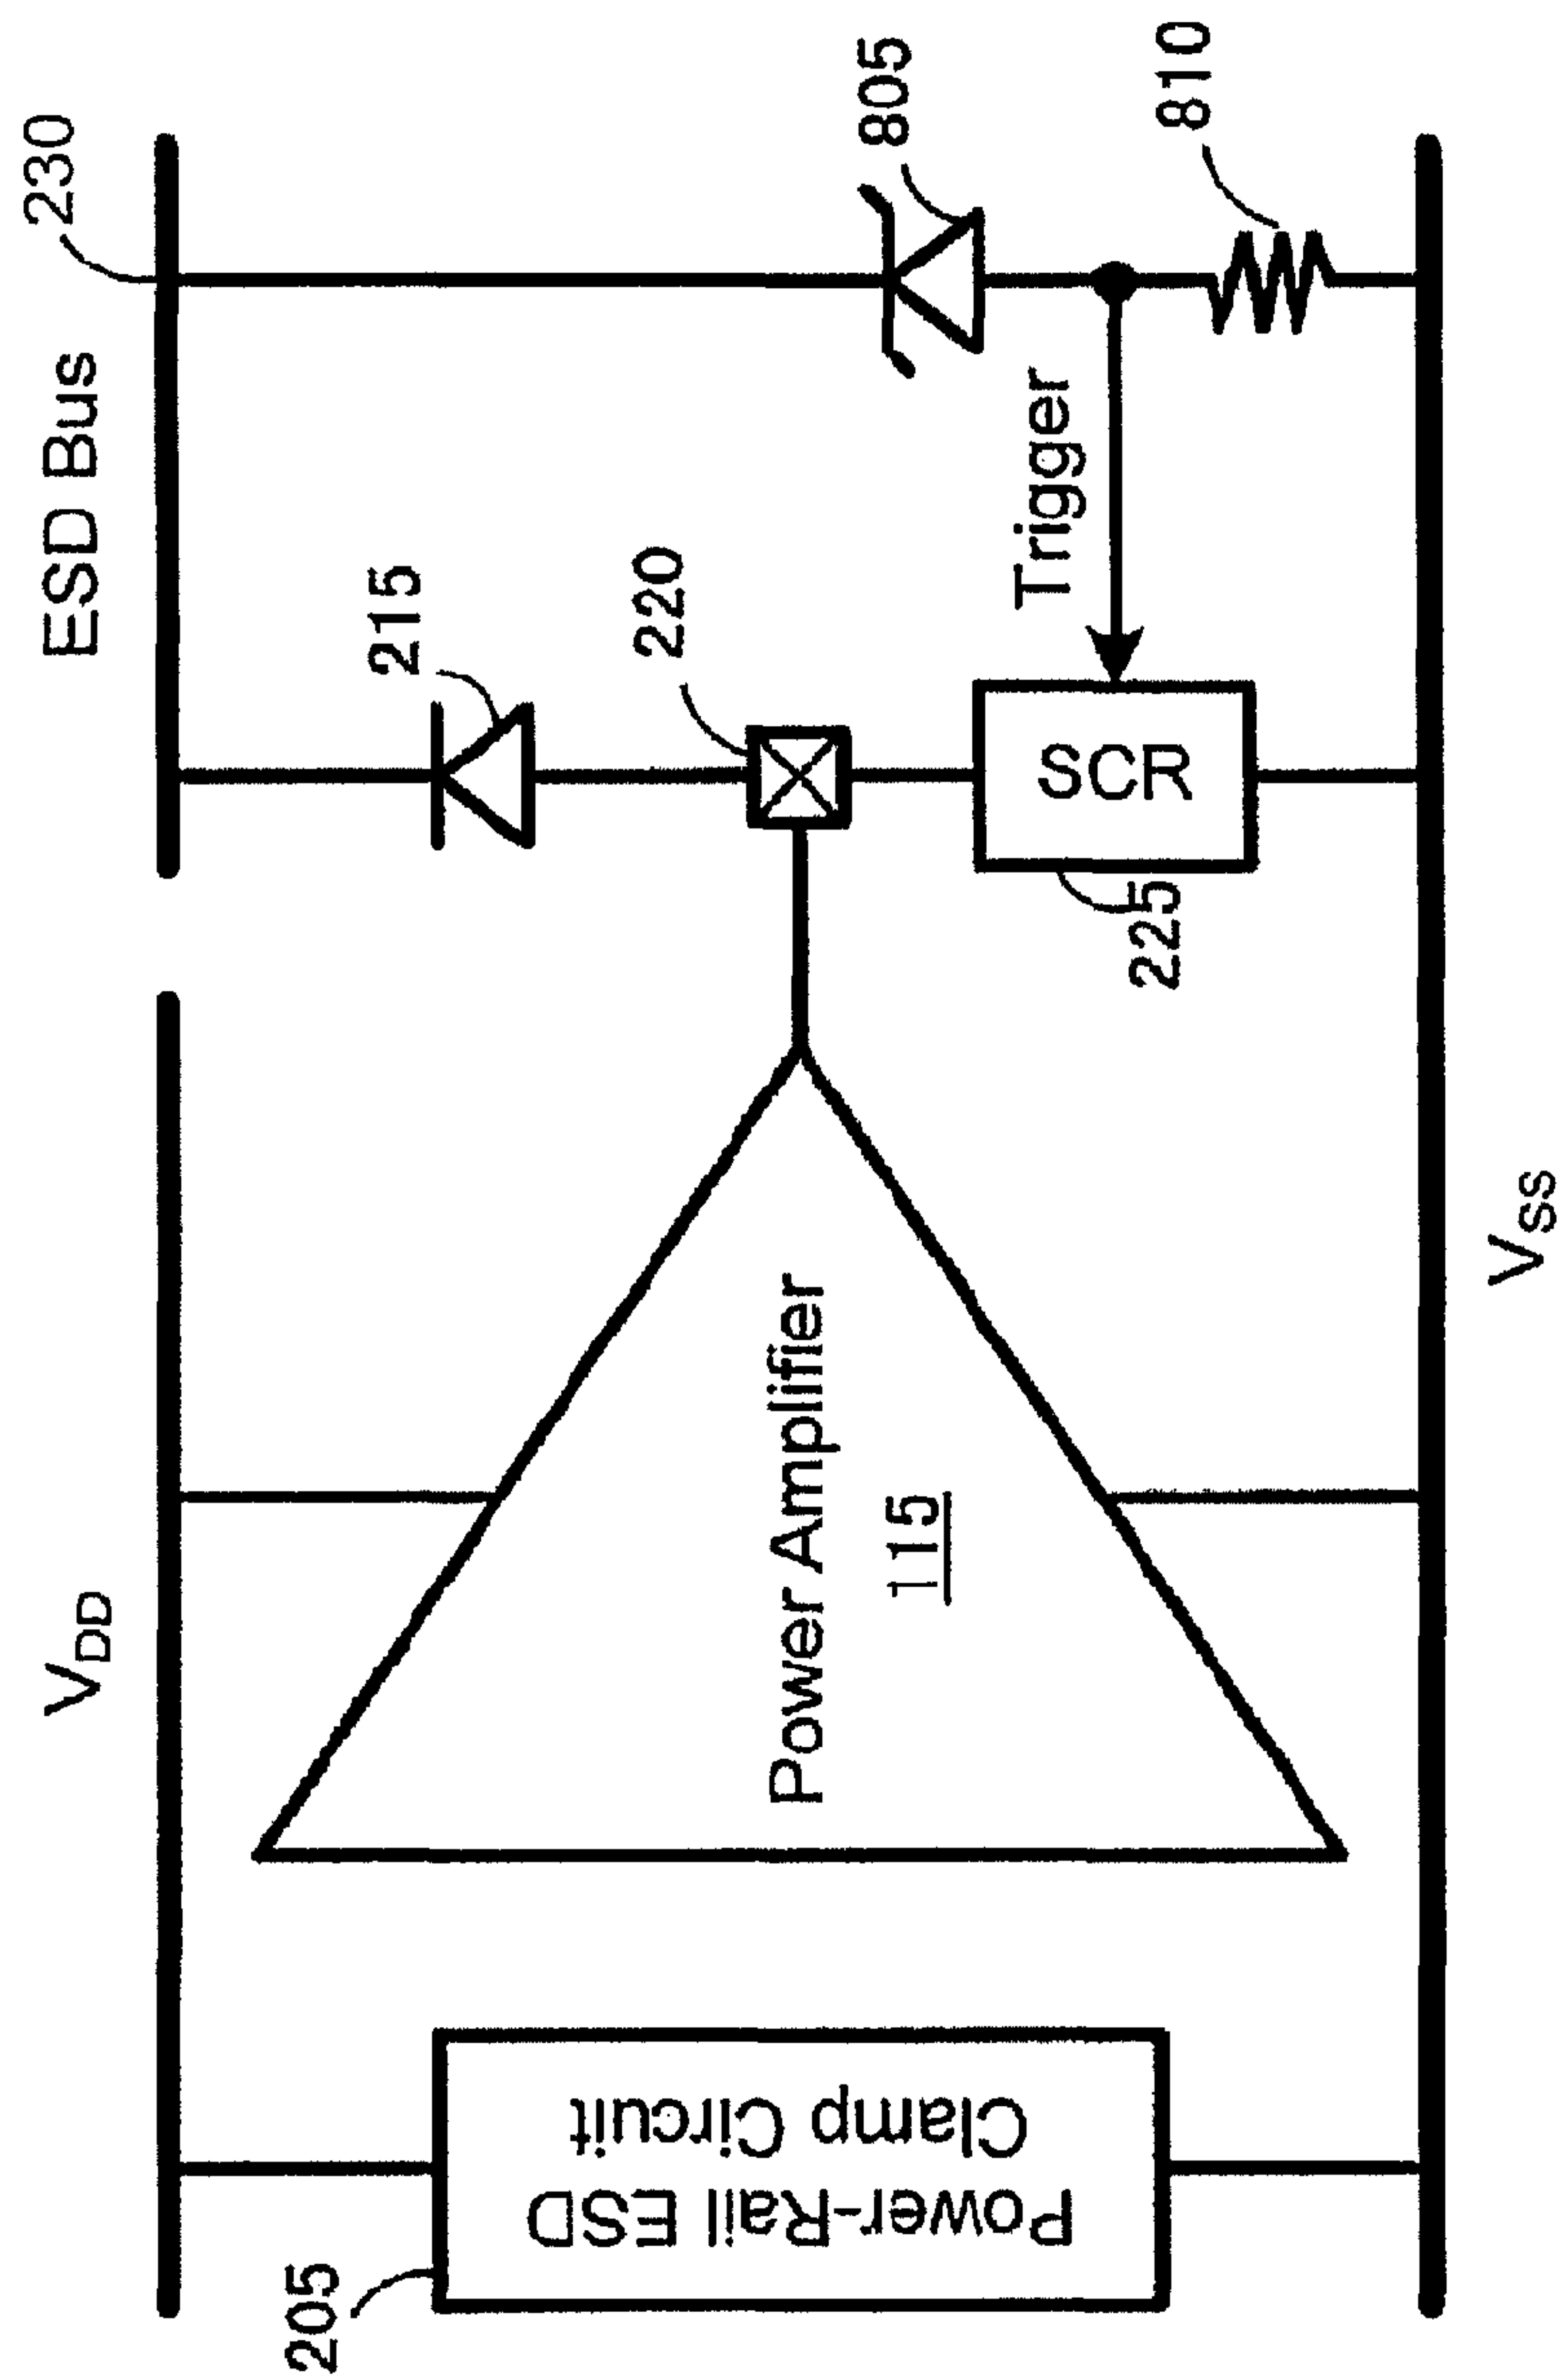 V_DD
ESD Bus
230
205
Power-Rail ESD
Clamp Circuit
Power Amplifier
115
215
220
805
Trigger
SCR
225
810
V_SS